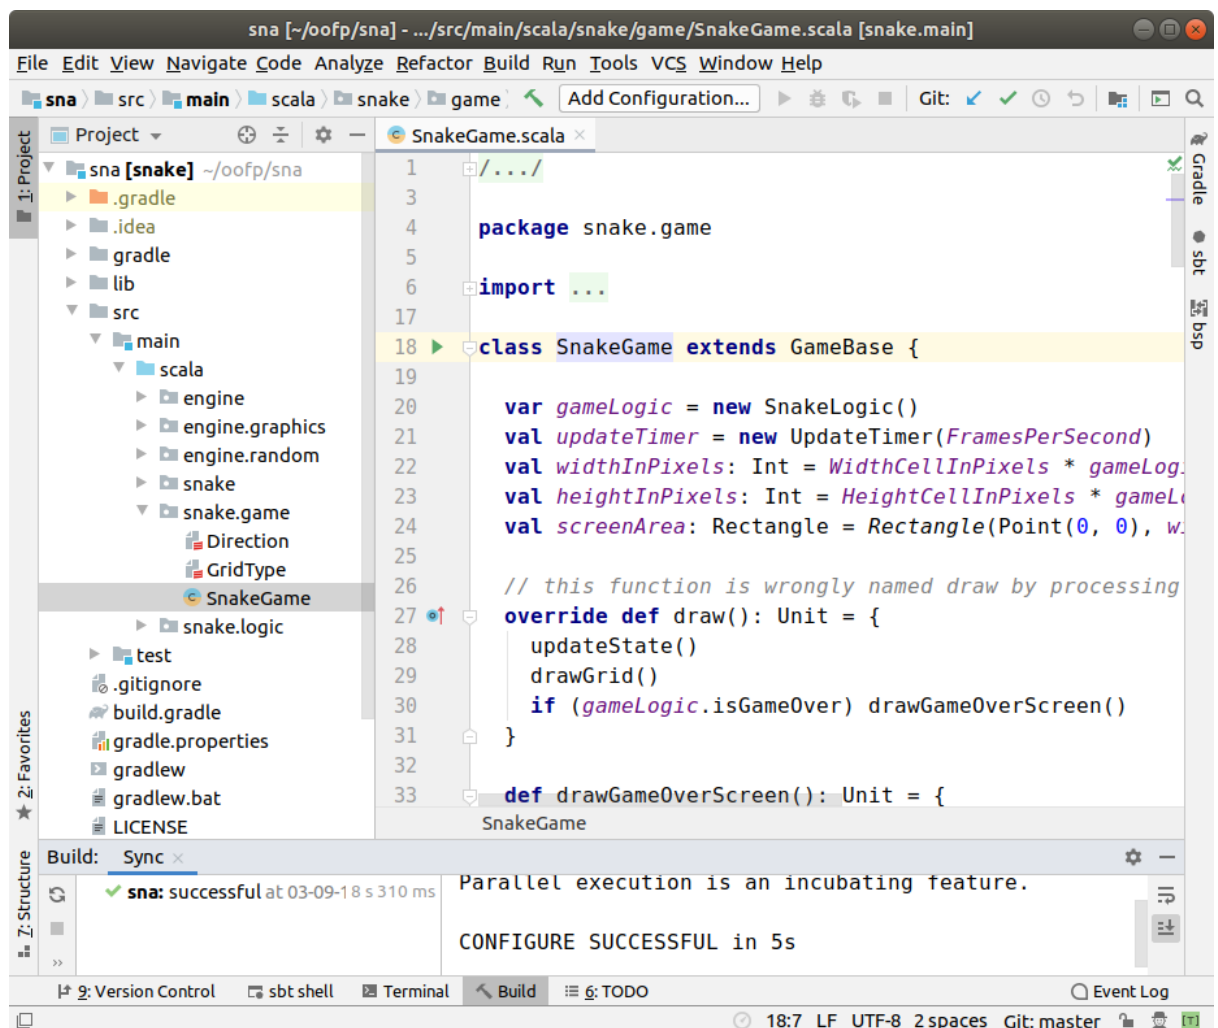 sna [~/oofp/sna] - .../src/main/scala/snake/game/SnakeGame.scala [snake.main]
File Edit View Navigate Code Analyze Refactor Build Run Tools VCS Window Help
sna src main scala snake game Add Configuration... Git:
1: Project
2: Favorites
Z: Structure
Project
sna [snake] ~/oofp/sna
.gradle
.idea
gradle
lib
src
main
scala
engine
engine.graphics
engine.random
snake
snake.game
Direction
GridType
SnakeGame
snake.logic
test
.gitignore
build.gradle
gradle.properties
gradlew
gradlew.bat
LICENSE
SnakeGame.scala
1 /.../
3
4 package snake.game
5
6 import ...
17
18 class SnakeGame extends GameBase {
19
20 var gameLogic = new SnakeLogic()
21 val updateTimer = new UpdateTimer(FramesPerSecond)
22 val widthInPixels: Int = WidthCellInPixels * gameLogi
23 val heightInPixels: Int = HeightCellInPixels * gameL
24 val screenArea: Rectangle = Rectangle(Point(0, 0), wi
25
26 // this function is wrongly named draw by processing
27 override def draw(): Unit = {
28 updateState()
29 drawGrid()
30 if (gameLogic.isGameOver) drawGameOverScreen()
31 }
32
33 def drawGameOverScreen(): Unit = {
SnakeGame
Gradle
sbt
bsp
Build: Sync
sna: successful at 03-09-18 s 310 ms
Parallel execution is an incubating feature.
CONFIGURE SUCCESSFUL in 5s
9: Version Control sbt shell Terminal Build 6: TODO Event Log
18:7 LF UTF-8 2 spaces Git: master [T]